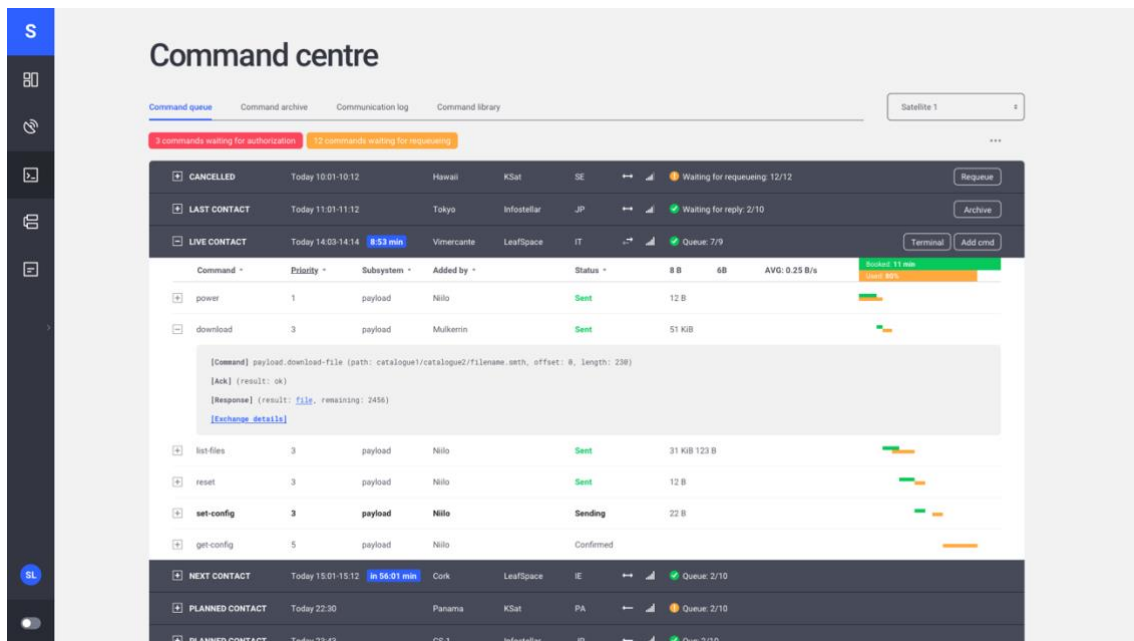 S
Command centre
Command queue Command archive Communication log Command library Satellite 1
3 commands waiting for authorization 12 commands waiting for requeueing
CANCELLED Today 10:01-10:12 Hawaii KSat SE Waiting for requeueing: 12/12 Requeue
LAST CONTACT Today 11:01-11:12 Tokyo Infostellar JP Waiting for reply: 2/10 Archive
LIVE CONTACT Today 14:03-14:14 8:53 min Vimercante LeafSpace IT Queue: 7/9 Terminal Add cmd
Command Priority Subsystem Added by Status 8 B 6B AVG: 0.25 B/s Booked: 11 min
Used: 80%
power 1 payload Niilo Sent 12 B
download 3 payload Mulkerrin Sent 51 KiB
[Command] payload.download-file (path: catalogue1/catalogue2/filename.smth, offset: 0, length: 230)
[Ack] (result: ok)
[Response] (result: file, remaining: 2456)
[Exchange details]
list-files 3 payload Niilo Sent 31 KiB 123 B
reset 3 payload Niilo Sent 12 B
set-config 3 payload Niilo Sending 22 B
get-config 5 payload Niilo Confirmed
SL
NEXT CONTACT Today 15:01-15:12 in 56:01 min Cork LeafSpace IE Queue: 2/10
PLANNED CONTACT Today 22:30 Panama KSat PA Queue: 2/10
PLANNED CONTACT Today 23:43 Infostellar